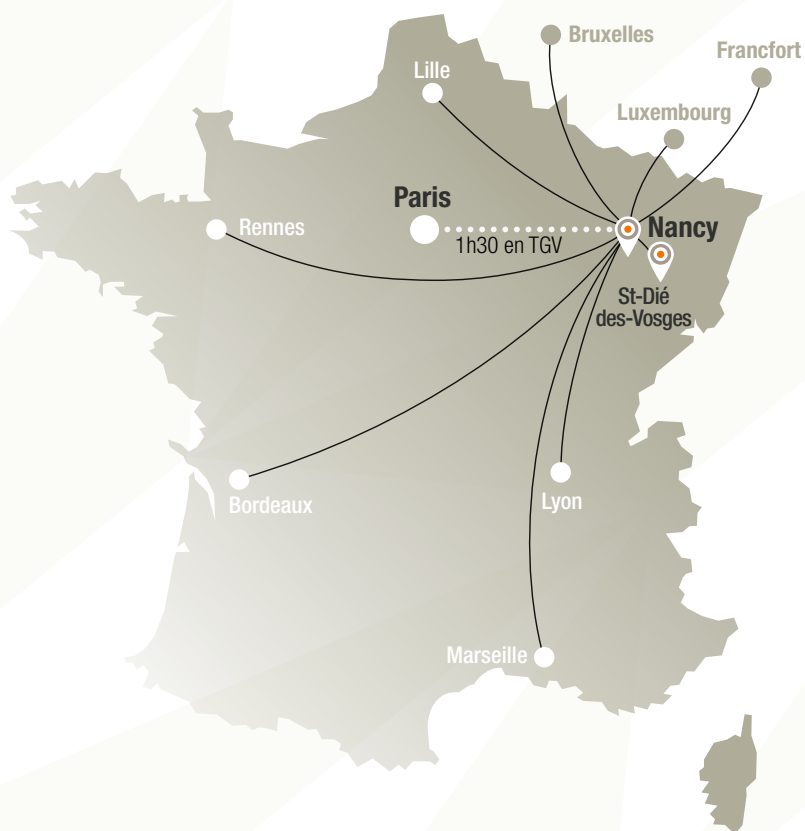 Bruxelles
Francfort
Lille
Luxembourg
Paris
Rennes
Nancy
1h30 en TGV
St-Dié
des-Vosges
Bordeaux
Lyon
Marseille